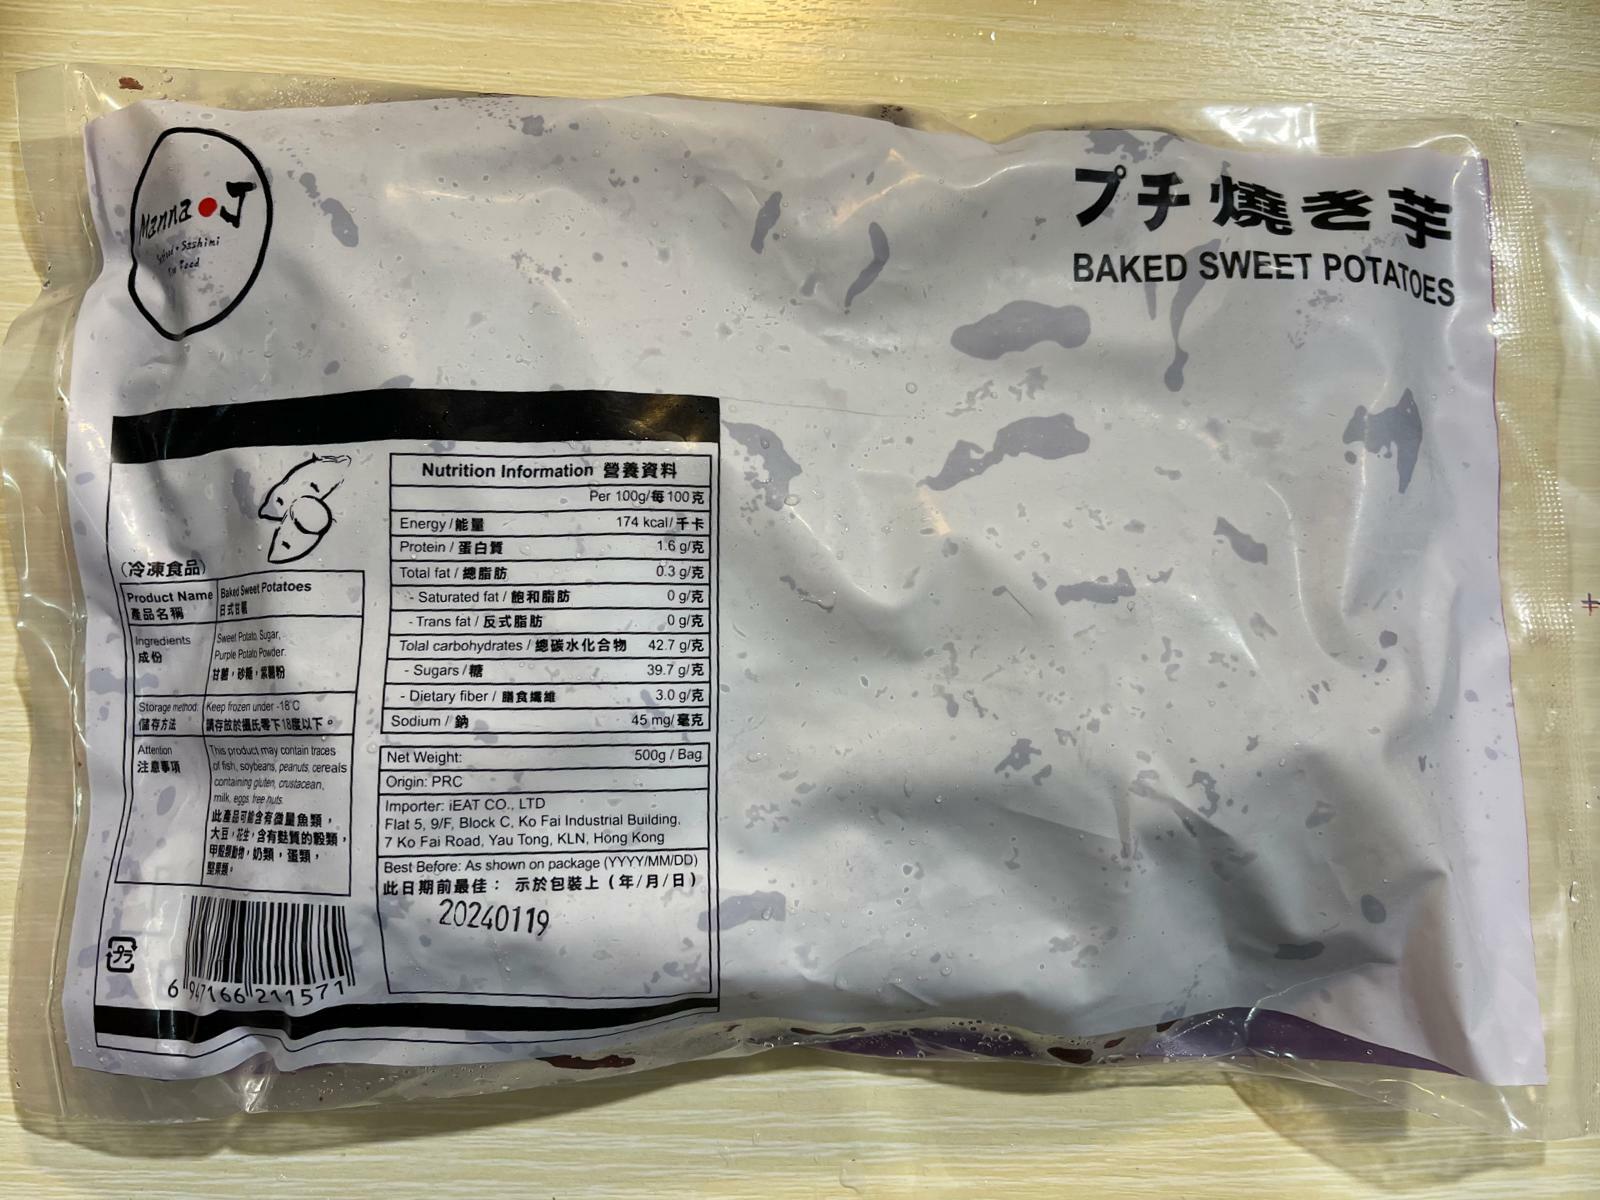 Manna●J
Sashimi
Food
プチ 燒き芋
BAKED SWEET POTATOES
(冷凍食品)
Product Name Baked Sweet Potatoes
產品名稱 日式甘薯
Ingredients Sweet Potato, Sugar,
Purple Potato Powder.
成份 甘薯，砂糖，紫薯粉
Storage method: Keep frozen under -18°C
儲存方法 請存放於攝氏零下18度以下。
Attention This product may contain traces
注意事項 of fish, soybeans, peanuts, cereals
containing gluten, crustacean,
milk, eggs, tree nuts.
此產品可能含有微量魚類，
大豆，花生，含有麩質的穀類，
甲殼類動物，奶類，蛋類，
堅果類。
プラ
6 947166 211571
Nutrition Information 營養資料
Per 100g/每100克
Energy/能量 174 kcal/千卡
Protein / 蛋白質 1.6 g/克
Total fat / 總脂肪 0.3 g/克
- Saturated fat / 飽和脂肪 0 g/克
- Trans fat / 反式脂肪 0 g/克
Tolal carbohydrates / 總碳水化合物 42.7 g/克
- Sugars / 糖 39.7 g/克
- Dietary fiber / 膳食纖維 3.0 g/克
Sodium / 鈉 45 mg/毫克
Net Weight: 500g / Bag
Origin: PRC
Importer: iEAT CO., LTD
Flat 5, 9/F, Block C, Ko Fai Industrial Building.
7 Ko Fai Road, Yau Tong, KLN, Hong Kong
Best Before: As shown on package (YYYY/MM/DD)
此日期前最佳： 示於包裝上（年/月/日）
20240119